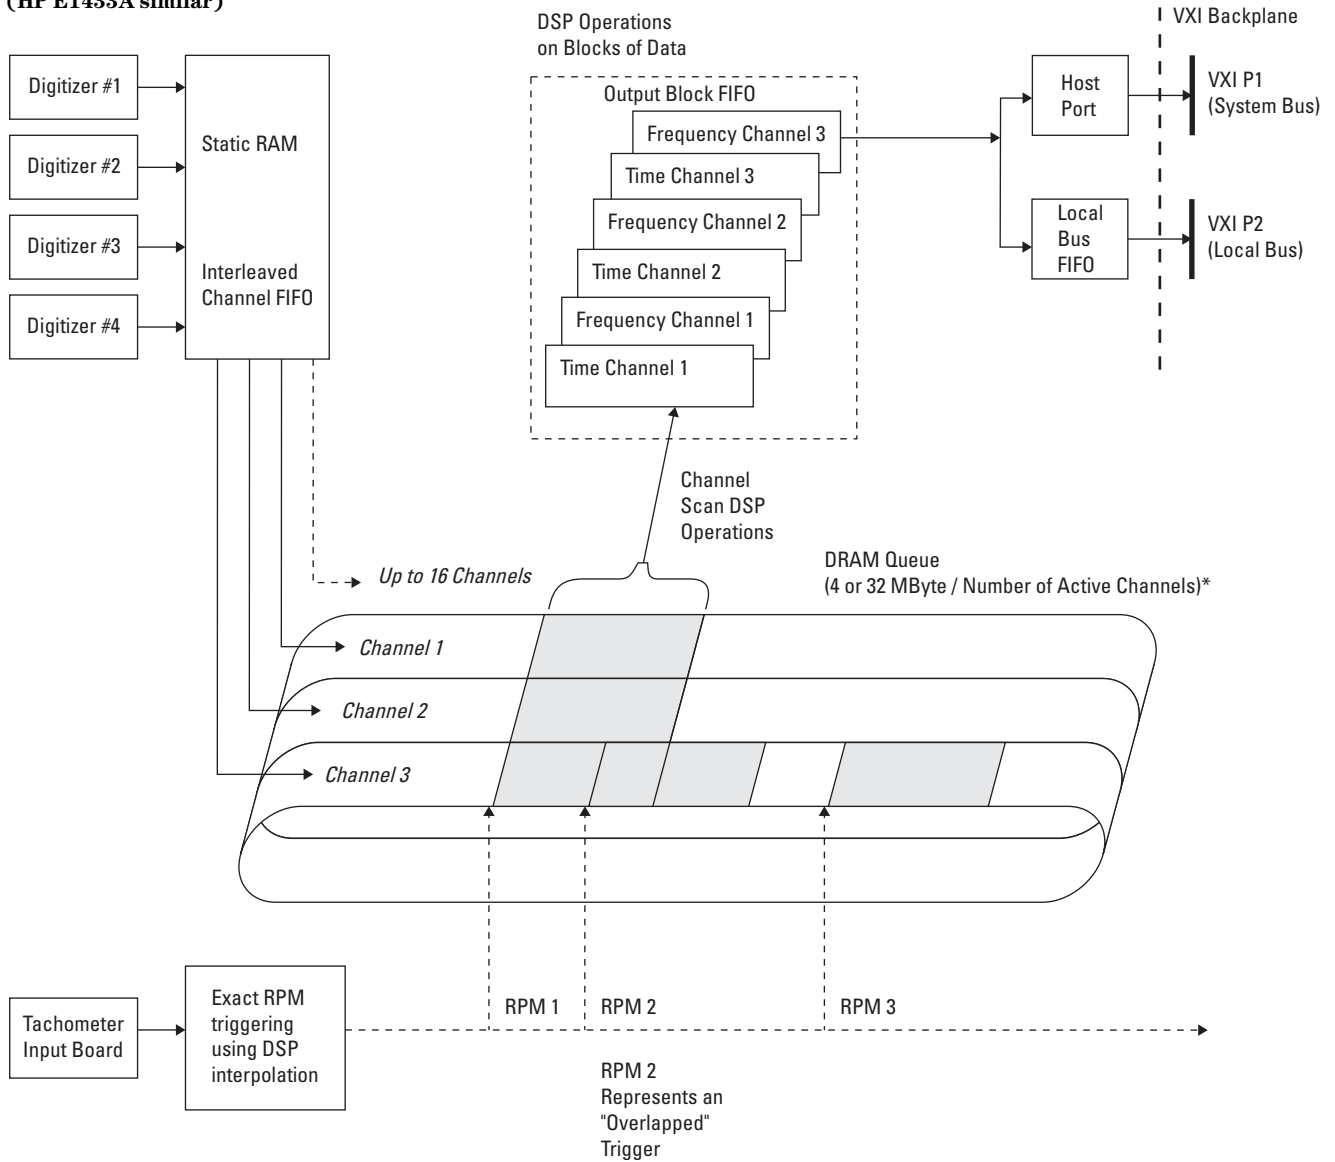 (HP E1433A similar)
DSP Operations
on Blocks of Data
VXI Backplane
Digitizer #1
Digitizer #2
Digitizer #3
Digitizer #4
Static RAM
Interleaved
Channel FIFO
Output Block FIFO
Frequency Channel 3
Time Channel 3
Frequency Channel 2
Time Channel 2
Frequency Channel 1
Time Channel 1
Host
Port
VXI P1
(System Bus)
Local
Bus
FIFO
VXI P2
(Local Bus)
Channel
Scan DSP
Operations
Up to 16 Channels
DRAM Queue
(4 or 32 MByte / Number of Active Channels)*
Channel 1
Channel 2
Channel 3
Tachometer
Input Board
Exact RPM
triggering
using DSP
interpolation
RPM 1
RPM 2
RPM 3
RPM 2
Represents an
"Overlapped"
Trigger